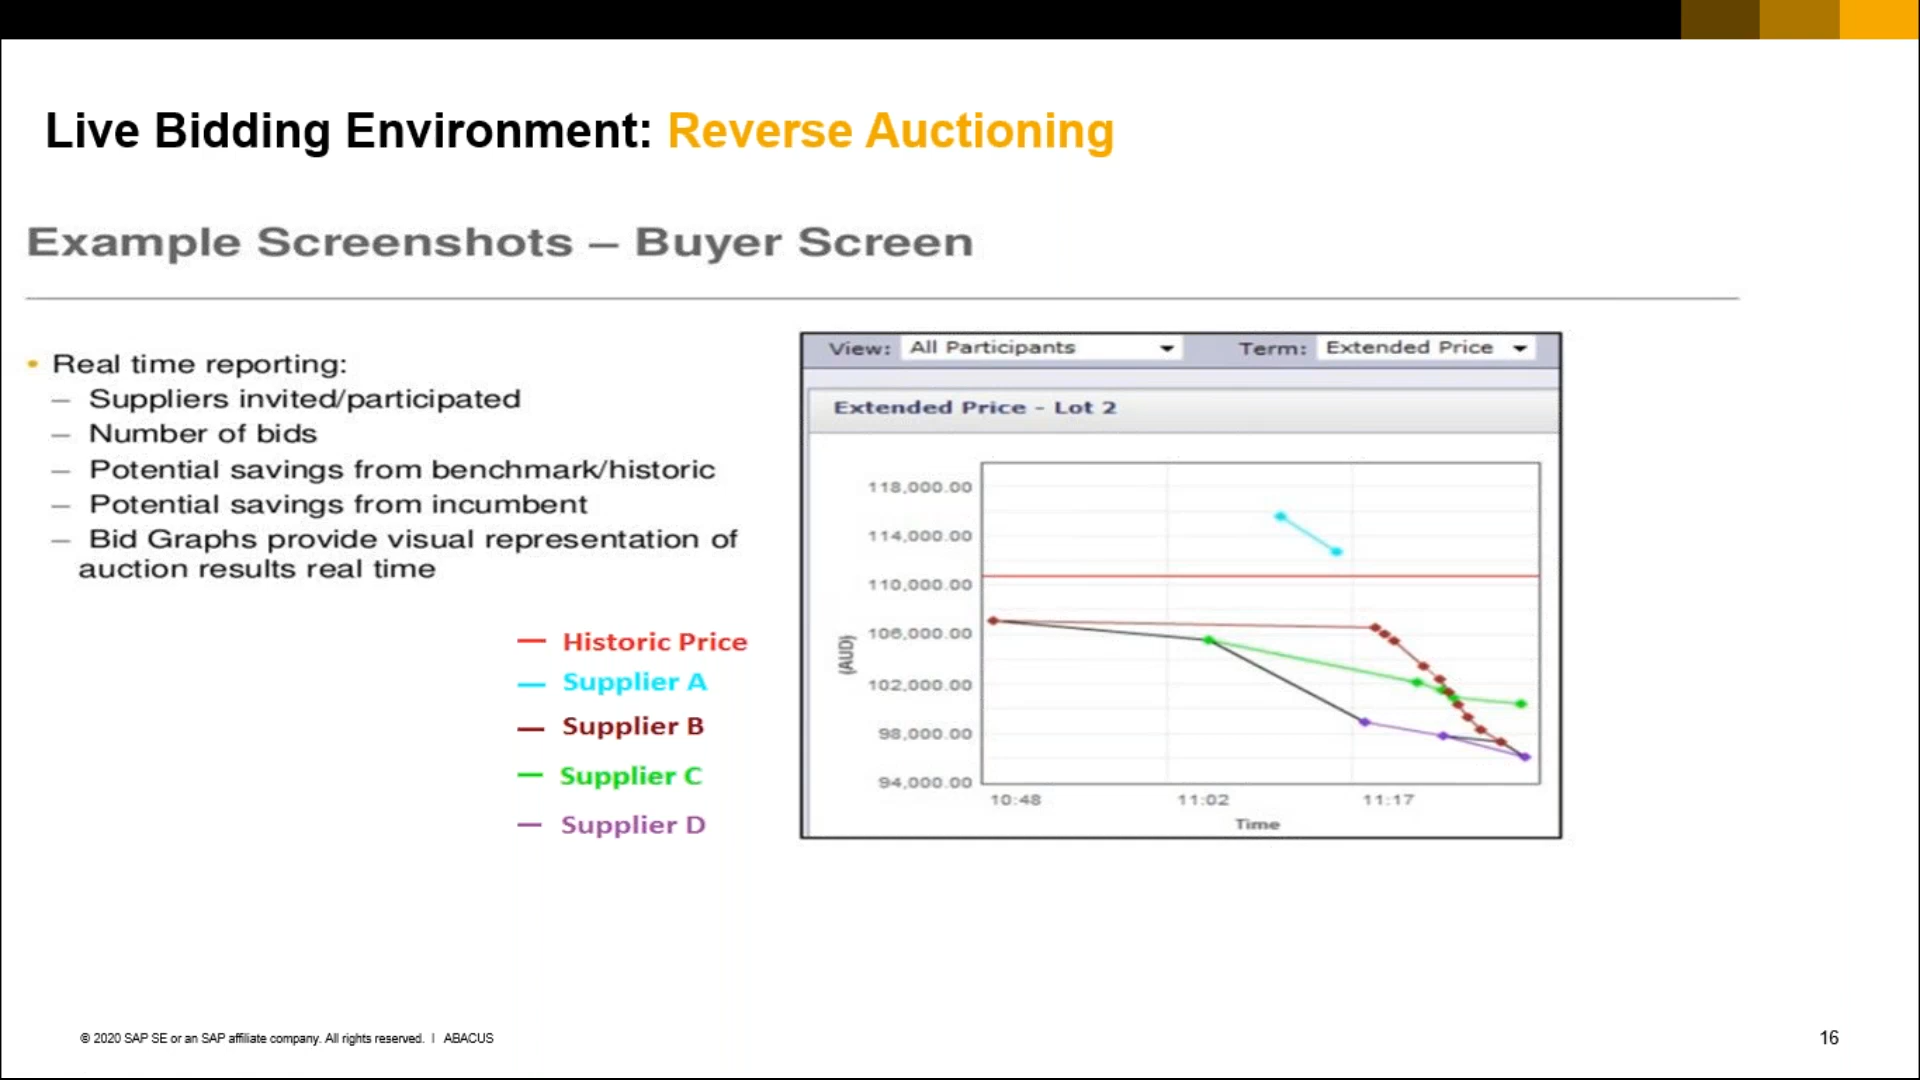 Live Bidding Environment: Reverse Auctioning
Example Screenshots – Buyer Screen
• Real time reporting:
– Suppliers invited/participated
– Number of bids
– Potential savings from benchmark/historic
– Potential savings from incumbent
– Bid Graphs provide visual representation of
auction results real time
Historic Price
Supplier A
Supplier B
Supplier C
Supplier D
View: All Participants Term: Extended Price
Extended Price - Lot 2
118,000.00
114,000.00
110,000.00
106,000.00
102,000.00
98,000.00
94,000.00
(AUD)
10:48 11:02 11:17
Time
© 2020 SAP SE or an SAP affiliate company. All rights reserved. | ABACUS
16